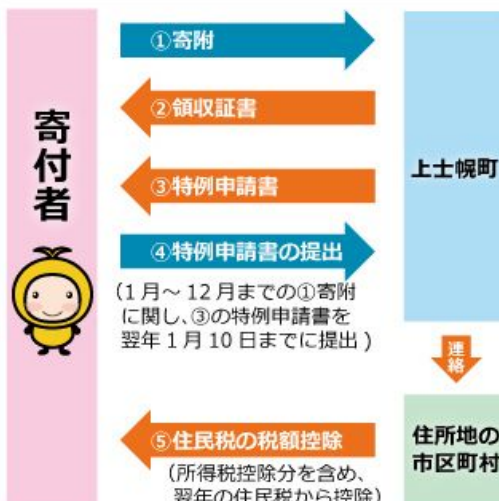 ①寄附
②領収証書
寄付者
③特例申請書
上士幌町
④特例申請書の提出
(1月～12月までの①寄附
に関し、③の特例申請書を
翌年1月10日までに提出)
連絡
⑤住民税の税額控除
(所得税控除分を含め、
翌年の住民税から控除)
住所地の
市区町村